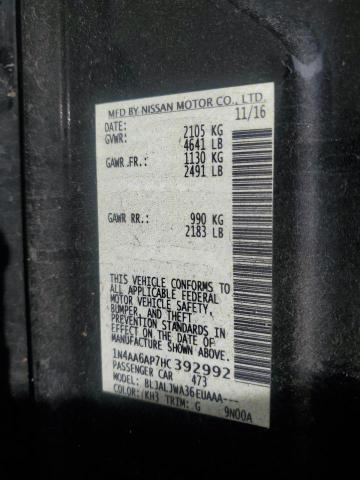 MFD BY NISSAN MOTOR CO., LTD.
DATE: 11/16
GVWR: 2105 KG
4641 LB
GAWR .FR.: 1130 KG
2491 LB
GAWR RR.: 990 KG
2183 LB
THIS VEHICLE CONFORMS TO
ALL APPLICABLE FEDERAL
MOTOR VEHICLE SAFETY,
BUMPER, AND THEFT
PREVENTION STANDARDS
IN EFFECT ON THE DATE OF
MANUFACTURE SHOWN ABOVE.
1N4AA6AP7HC392992
PASSENGER CAR 473
BLJALJWA36EUAAA---
COLOR: KH3 TRIM: G 9N00A